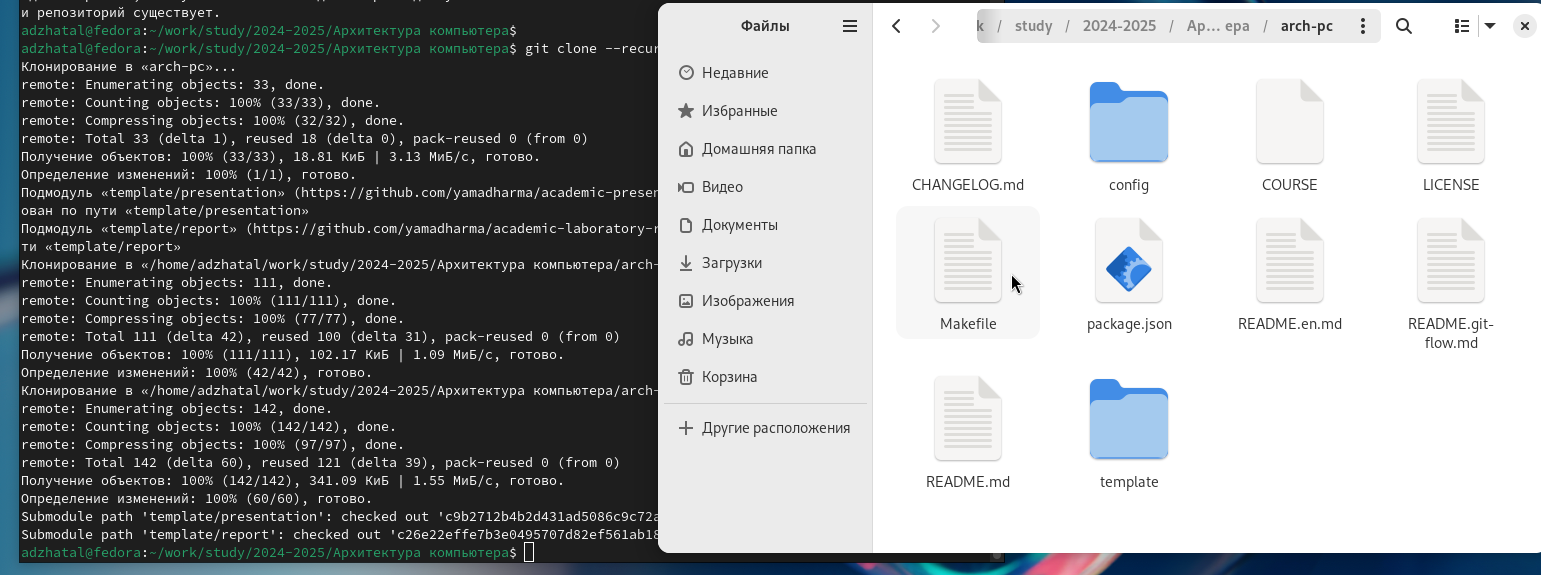 и репозиторий существует.
adzhatal@fedora:~/work/study/2024-2025/Архитектура компьютера$
adzhatal@fedora:~/work/study/2024-2025/Архитектура компьютера$ git clone --recur
Клонирование в «arch-pc»...
remote: Enumerating objects: 33, done.
remote: Counting objects: 100% (33/33), done.
remote: Compressing objects: 100% (32/32), done.
remote: Total 33 (delta 1), reused 18 (delta 0), pack-reused 0 (from 0)
Получение объектов: 100% (33/33), 18.81 КиБ | 3.13 МиБ/с, готово.
Определение изменений: 100% (1/1), готово.
Подмодуль «template/presentation» (https://github.com/yamadharma/academic-presen
ован по пути «template/presentation»
Подмодуль «template/report» (https://github.com/yamadharma/academic-laboratory-r
ти «template/report»
Клонирование в «/home/adzhatal/work/study/2024-2025/Архитектура компьютера/arch-
remote: Enumerating objects: 111, done.
remote: Counting objects: 100% (111/111), done.
remote: Compressing objects: 100% (77/77), done.
remote: Total 111 (delta 42), reused 100 (delta 31), pack-reused 0 (from 0)
Получение объектов: 100% (111/111), 102.17 КиБ | 1.09 МиБ/с, готово.
Определение изменений: 100% (42/42), готово.
Клонирование в «/home/adzhatal/work/study/2024-2025/Архитектура компьютера/arch-
remote: Enumerating objects: 142, done.
remote: Counting objects: 100% (142/142), done.
remote: Compressing objects: 100% (97/97), done.
remote: Total 142 (delta 60), reused 121 (delta 39), pack-reused 0 (from 0)
Получение объектов: 100% (142/142), 341.09 КиБ | 1.55 МиБ/с, готово.
Определение изменений: 100% (60/60), готово.
Submodule path 'template/presentation': checked out 'c9b2712b4b2d431ad5086c9c72a
Submodule path 'template/report': checked out 'c26e22effe7b3e0495707d82ef561ab18
adzhatal@fedora:~/work/study/2024-2025/Архитектура компьютера$
Файлы
k / study / 2024-2025 / Ар... ера / arch-pc
Недавние
Избранные
Домашняя папка
Видео
Документы
Загрузки
Изображения
Музыка
Корзина
Другие расположения
CHANGELOG.md
config
COURSE
LICENSE
Makefile
package.json
README.en.md
README.git-
flow.md
README.md
template